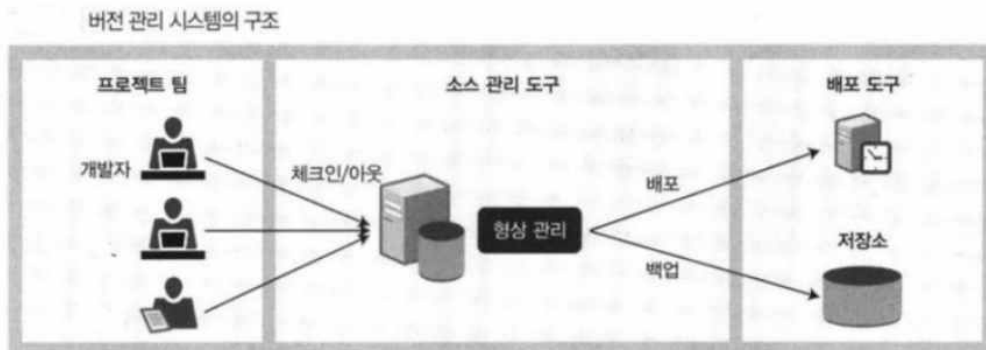 버전 관리 시스템의 구조
프로젝트 팀
소스 관리 도구
배포 도구
개발자
체크인/아웃
형상 관리
배포
백업
저장소